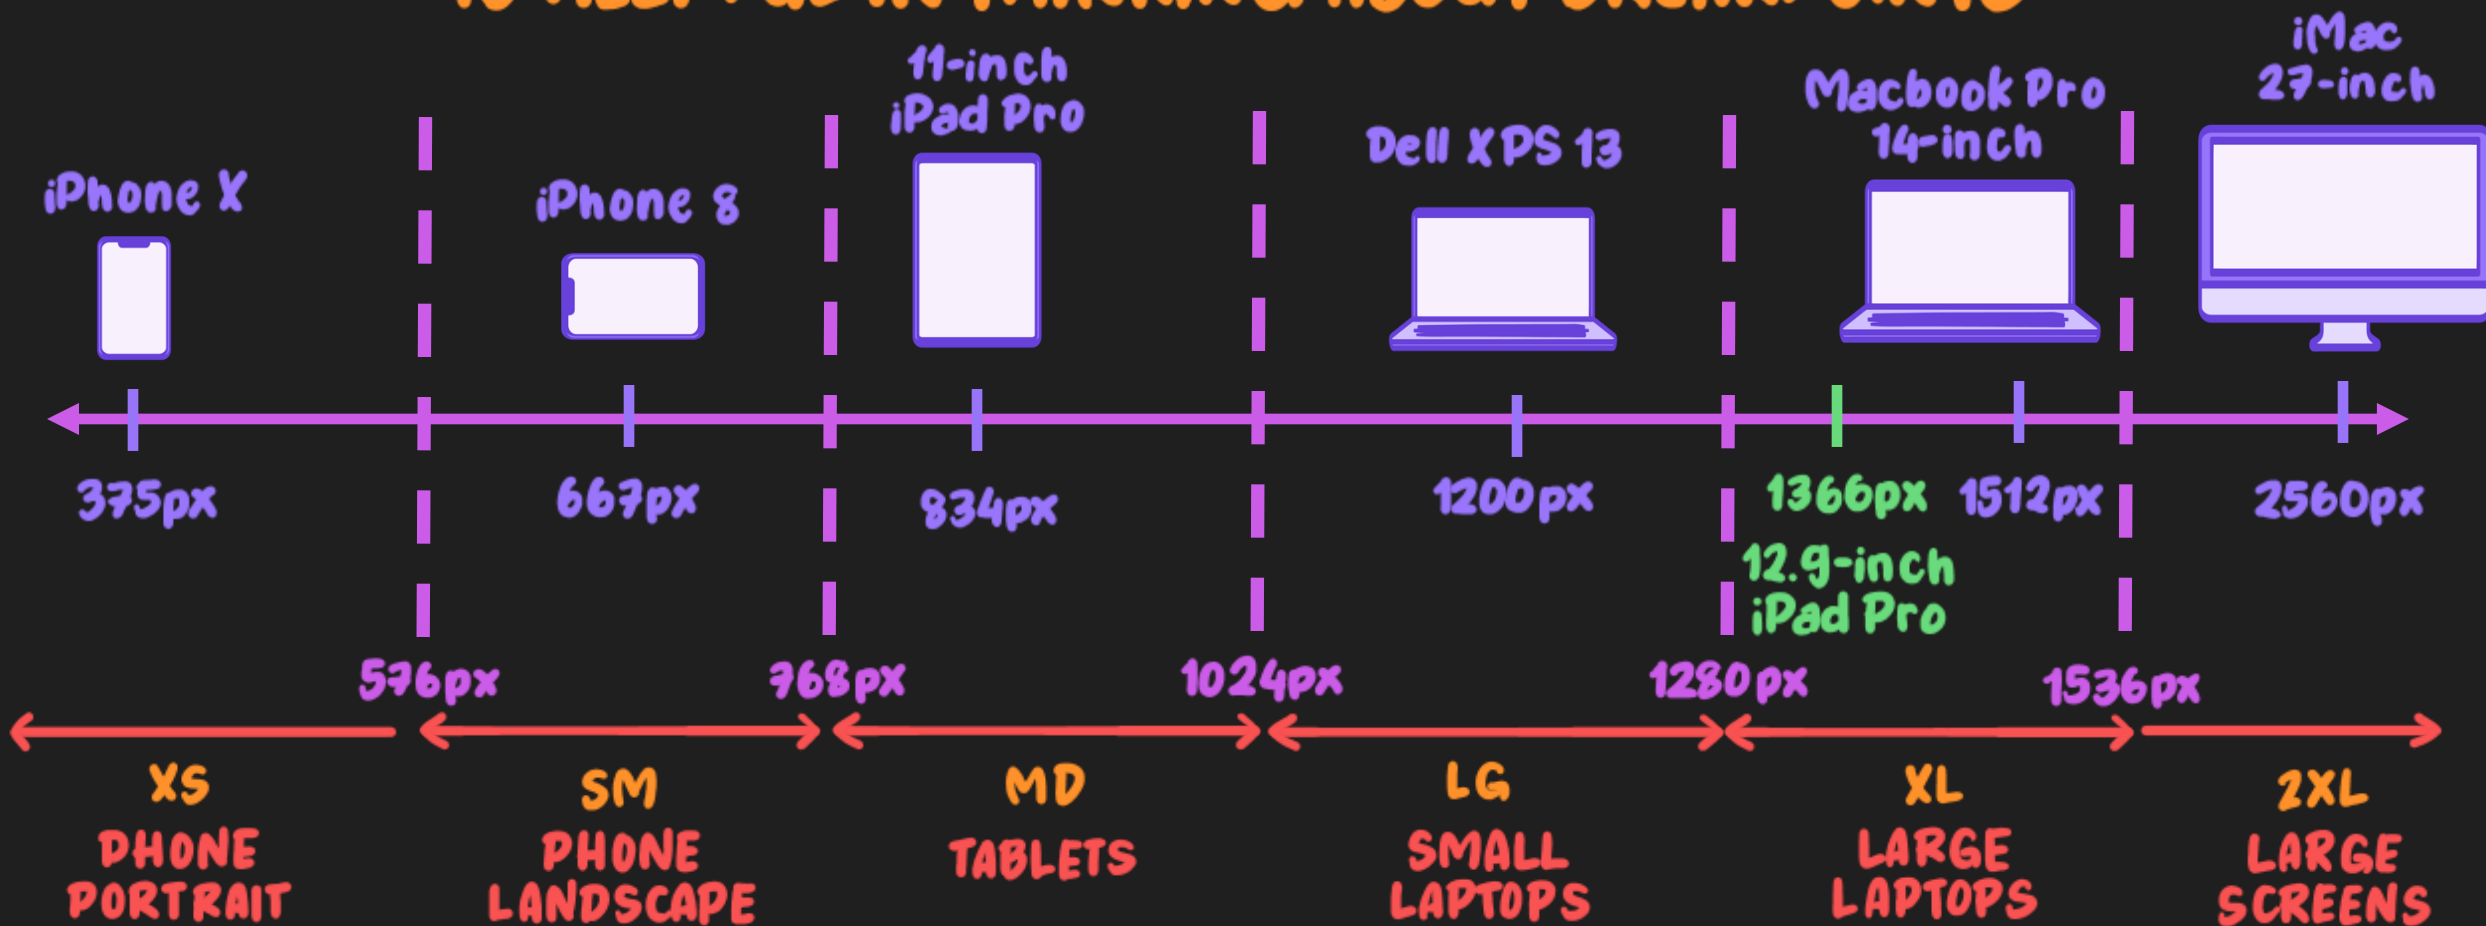 11-inch
iPad Pro
iMac
27-inch
Macbook Pro
14-inch
Dell XPS 13
iPhone X
iPhone 8
375px
667px
834px
1200px
1366px
1512px
2560px
12.9-inch
iPad Pro
576px
768px
1024px
1280px
1536px
XS
SM
MD
LG
XL
2XL
PHONE
PORTRAIT
PHONE
LANDSCAPE
TABLETS
SMALL
LAPTOPS
LARGE
LAPTOPS
LARGE
SCREENS